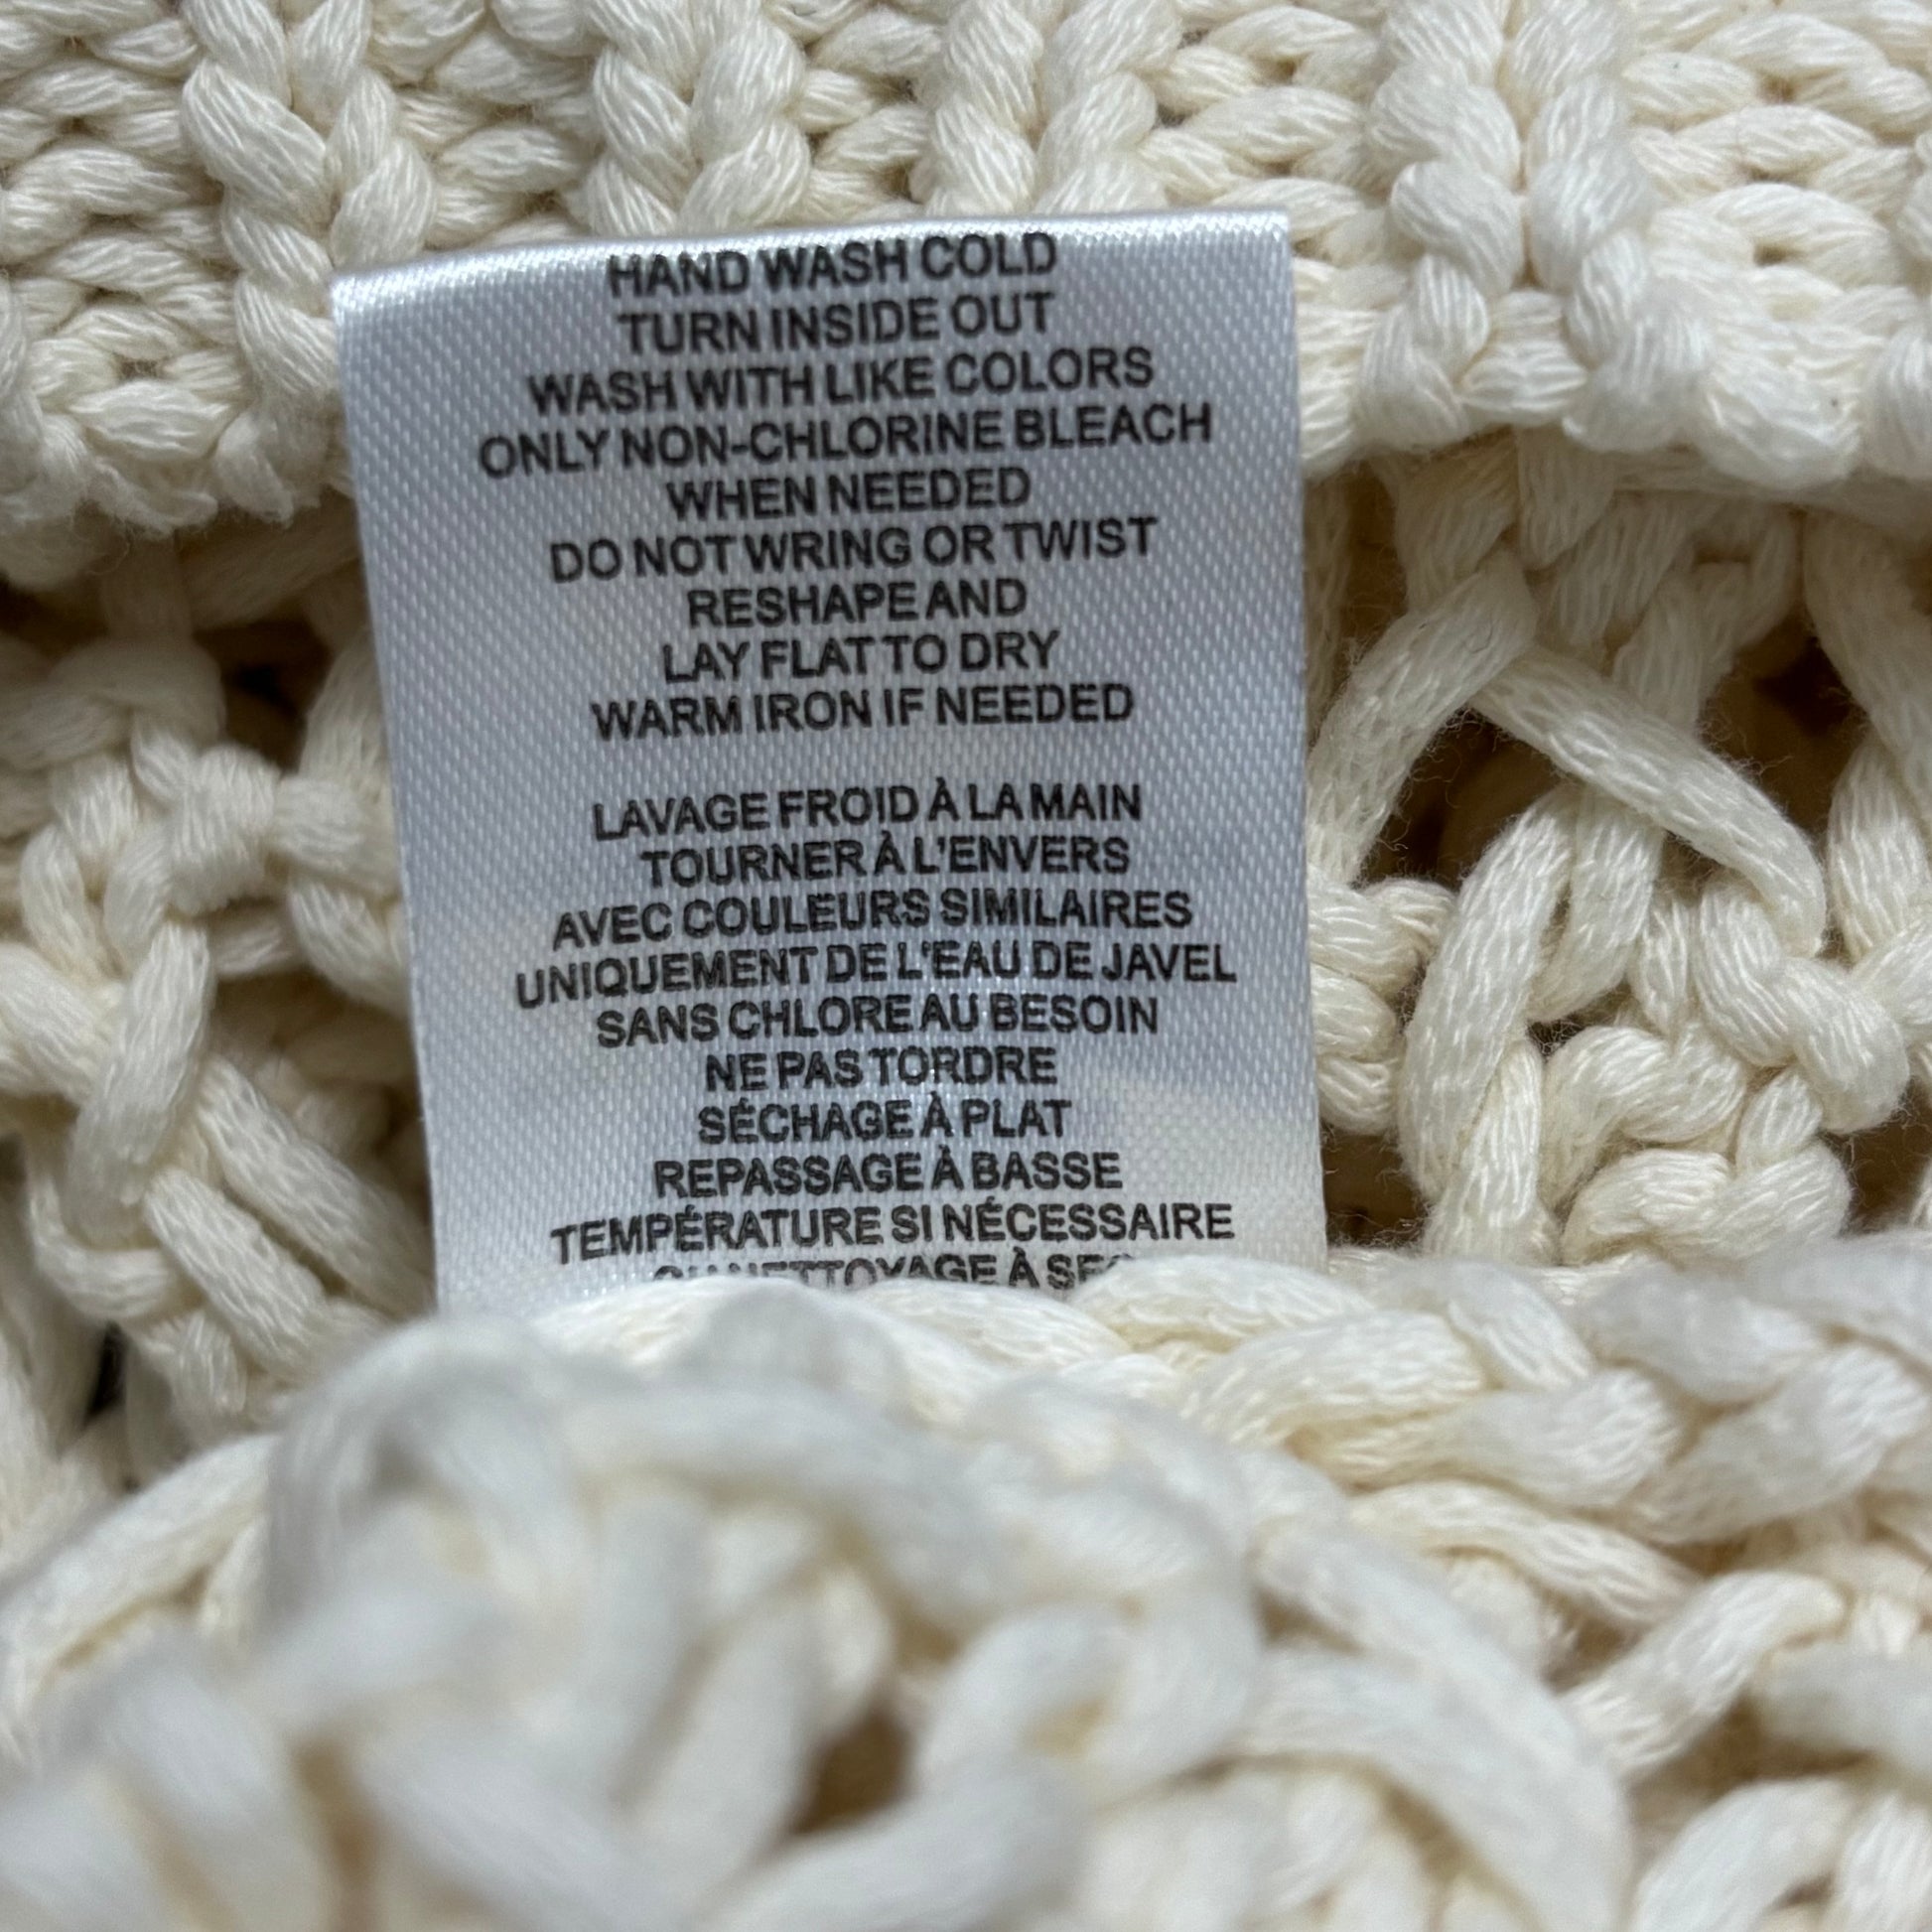 HAND WASH COLD
TURN INSIDE OUT
WASH WITH LIKE COLORS
ONLY NON-CHLORINE BLEACH
WHEN NEEDED
DO NOT WRING OR TWIST
RESHAPE AND
LAY FLAT TO DRY
WARM IRON IF NEEDED
LAVAGE FROID À LA MAIN
TOURNER À L'ENVERS
AVEC COULEURS SIMILAIRES
UNIQUEMENT DE L'EAU DE JAVEL
SANS CHLORE AU BESOIN
NE PAS TORDRE
SÉCHAGE À PLAT
REPASSAGE À BASSE
TEMPÉRATURE SI NÉCESSAIRE
OU NETTOYAGE À SEC